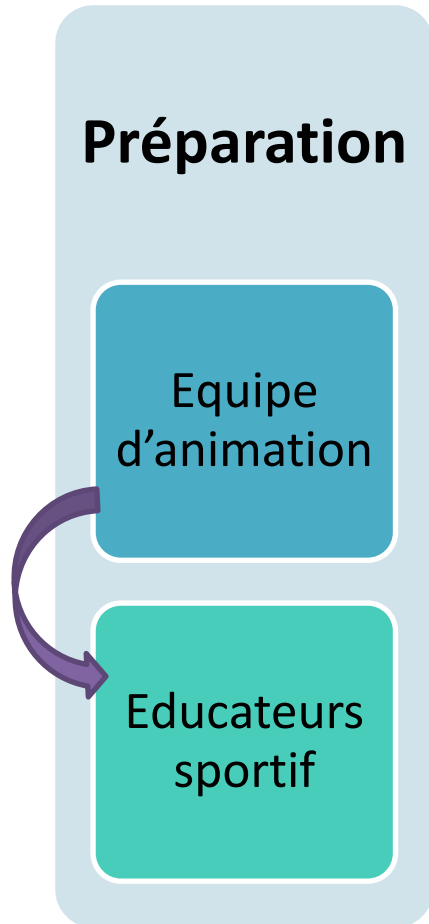 Préparation
Equipe
d’animation
Educateurs
sportif